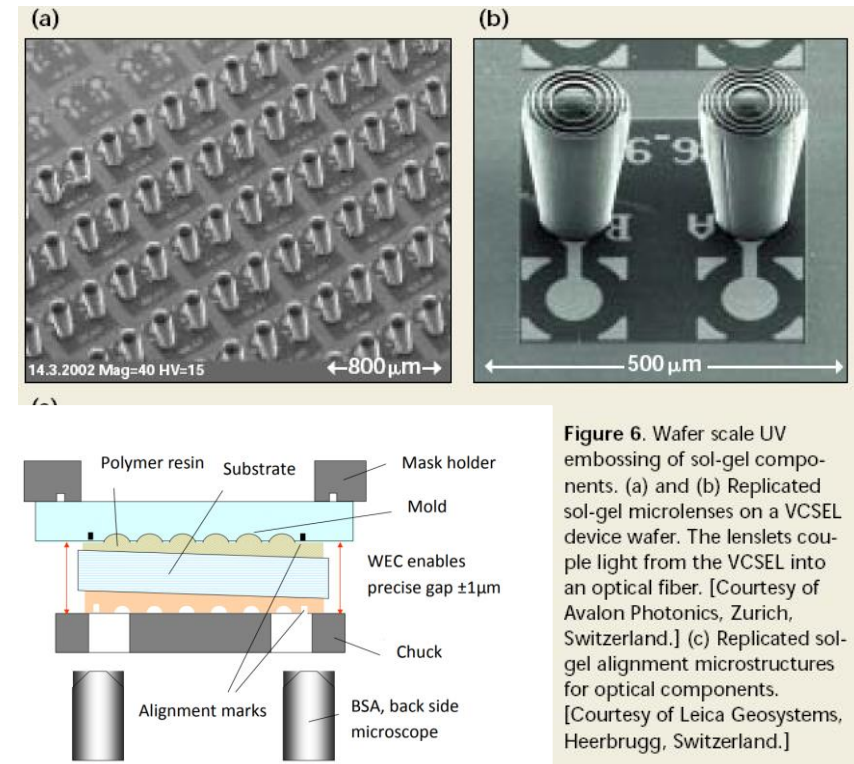 (a)
(b)
14.3.2002 Mag=40 HV=15
800 μm
96-9
B
A
500 μm
Polymer resin
Substrate
Mask holder
Mold
WEC enables
precise gap ±1μm
Chuck
Alignment marks
BSA, back side
microscope
Figure 6. Wafer scale UV
embossing of sol-gel compo-
nents. (a) and (b) Replicated
sol-gel microlenses on a VCSEL
device wafer. The lenslets cou-
ple light from the VCSEL into
an optical fiber. [Courtesy of
Avalon Photonics, Zurich,
Switzerland.] (c) Replicated sol-
gel alignment microstructures
for optical components.
[Courtesy of Leica Geosystems,
Heerbrugg, Switzerland.]